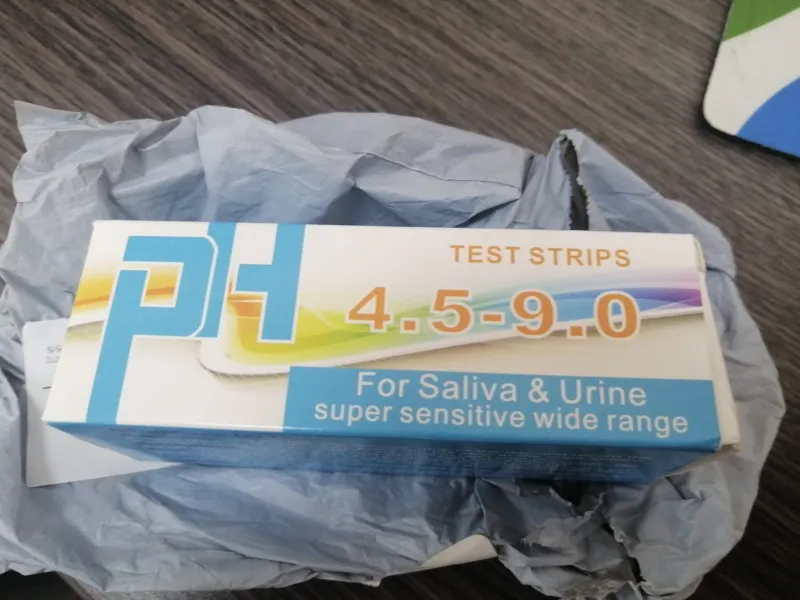 PH
TEST STRIPS
4.5-9.0
For Saliva & Urine
super sensitive wide range